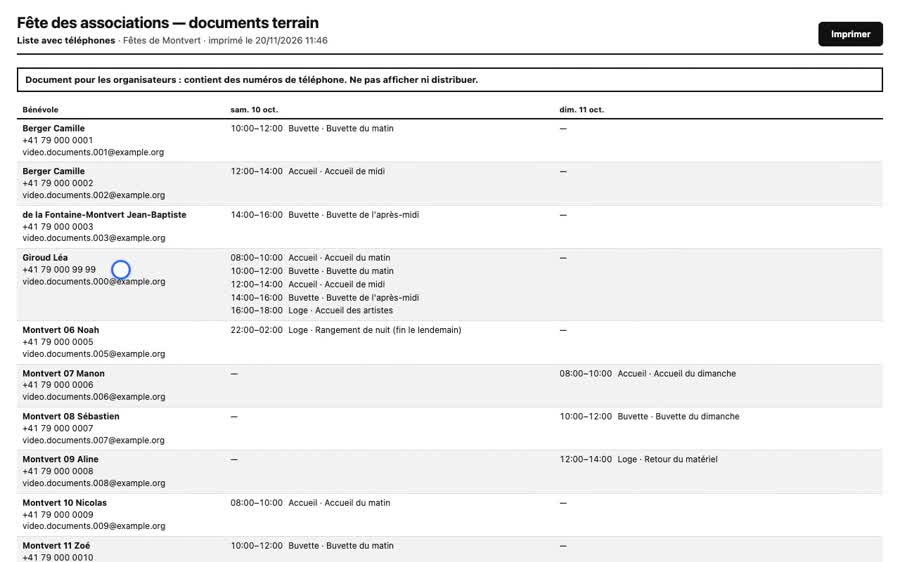 Fête des associations — documents terrain
Liste avec téléphones · Fêtes de Montvert · imprimé le 20/11/2026 11:46
Imprimer
Document pour les organisateurs : contient des numéros de téléphone. Ne pas afficher ni distribuer.
Bénévole sam. 10 oct. dim. 11 oct.
Berger Camille 10:00–12:00 Buvette · Buvette du matin —
+41 79 000 0001
video.documents.001@example.org
Berger Camille 12:00–14:00 Accueil · Accueil de midi —
+41 79 000 0002
video.documents.002@example.org
de la Fontaine-Montvert Jean-Baptiste 14:00–16:00 Buvette · Buvette de l'après-midi —
+41 79 000 0003
video.documents.003@example.org
Giroud Léa 08:00–10:00 Accueil · Accueil du matin —
+41 79 000 99 99 10:00–12:00 Buvette · Buvette du matin
video.documents.000@example.org 12:00–14:00 Accueil · Accueil de midi
14:00–16:00 Buvette · Buvette de l'après-midi
16:00–18:00 Loge · Accueil des artistes
Montvert 06 Noah 22:00–02:00 Loge · Rangement de nuit (fin le lendemain) —
+41 79 000 0005
video.documents.005@example.org
Montvert 07 Manon — 08:00–10:00 Accueil · Accueil du dimanche
+41 79 000 0006
video.documents.006@example.org
Montvert 08 Sébastien — 10:00–12:00 Buvette · Buvette du dimanche
+41 79 000 0007
video.documents.007@example.org
Montvert 09 Aline — 12:00–14:00 Loge · Retour du matériel
+41 79 000 0008
video.documents.008@example.org
Montvert 10 Nicolas 08:00–10:00 Accueil · Accueil du matin —
+41 79 000 0009
video.documents.009@example.org
Montvert 11 Zoé 10:00–12:00 Buvette · Buvette du matin —
+41 79 000 0010